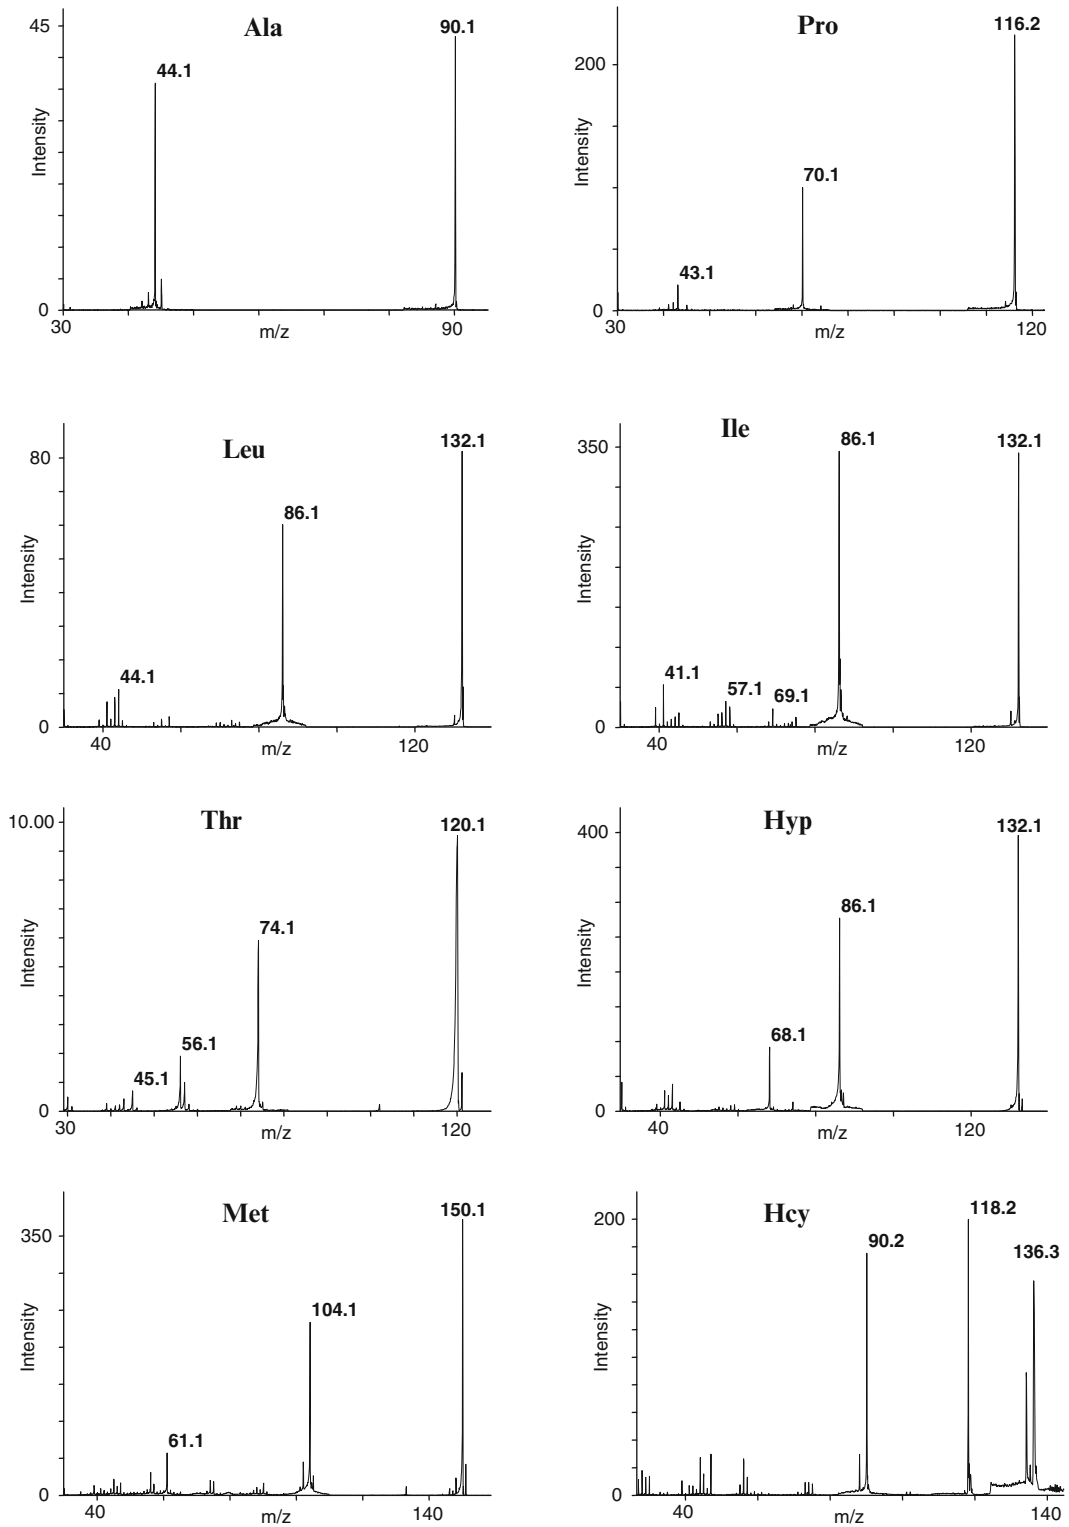 Ala
45
90.1
44.1
Intensity
0
30
90
m/z
Pro
116.2
200
70.1
43.1
Intensity
0
30
120
m/z
Leu
132.1
80
86.1
44.1
Intensity
0
40
120
m/z
Ile
86.1
132.1
350
41.1
57.1
69.1
Intensity
0
40
120
m/z
Thr
10.00
120.1
74.1
56.1
45.1
Intensity
0
30
120
m/z
Hyp
400
132.1
86.1
68.1
Intensity
0
40
120
m/z
Met
150.1
350
104.1
61.1
Intensity
0
40
140
m/z
Hcy
118.2
200
90.2
136.3
Intensity
0
40
140
m/z